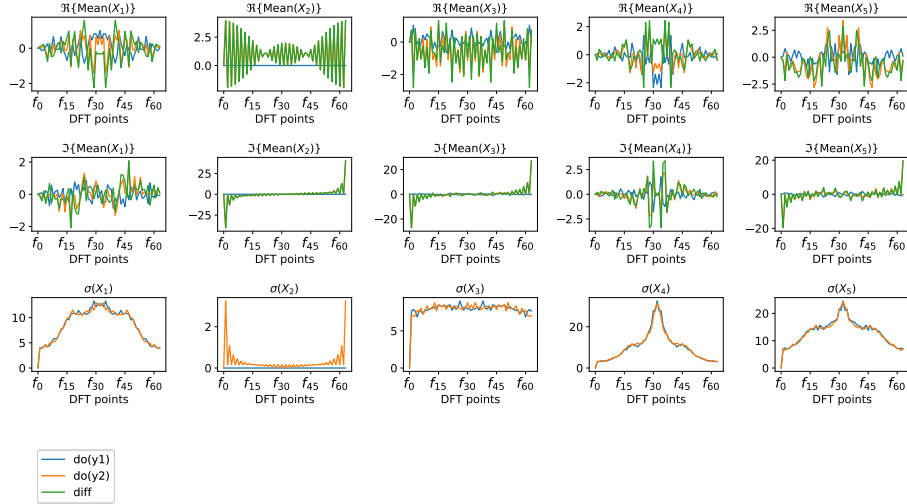 ℜ{Mean(X₁)} ℜ{Mean(X₂)} ℜ{Mean(X₃)} ℜ{Mean(X₄)} ℜ{Mean(X₅)}
0
−2
f₀ f₁₅ f₃₀ f₄₅ f₆₀
DFT points
2.5
0.0
f₀ f₁₅ f₃₀ f₄₅ f₆₀
DFT points
0
−2
f₀ f₁₅ f₃₀ f₄₅ f₆₀
DFT points
2
0
−2
f₀ f₁₅ f₃₀ f₄₅ f₆₀
DFT points
2.5
0.0
−2.5
f₀ f₁₅ f₃₀ f₄₅ f₆₀
DFT points
ℑ{Mean(X₁)} ℑ{Mean(X₂)} ℑ{Mean(X₃)} ℑ{Mean(X₄)} ℑ{Mean(X₅)}
2
0
−2
f₀ f₁₅ f₃₀ f₄₅ f₆₀
DFT points
25
0
−25
f₀ f₁₅ f₃₀ f₄₅ f₆₀
DFT points
20
0
−20
f₀ f₁₅ f₃₀ f₄₅ f₆₀
DFT points
2.5
0.0
−2.5
f₀ f₁₅ f₃₀ f₄₅ f₆₀
DFT points
20
0
−20
f₀ f₁₅ f₃₀ f₄₅ f₆₀
DFT points
σ(X₁) σ(X₂) σ(X₃) σ(X₄) σ(X₅)
10
5
0
f₀ f₁₅ f₃₀ f₄₅ f₆₀
DFT points
2
0
f₀ f₁₅ f₃₀ f₄₅ f₆₀
DFT points
5
0
f₀ f₁₅ f₃₀ f₄₅ f₆₀
DFT points
20
0
f₀ f₁₅ f₃₀ f₄₅ f₆₀
DFT points
20
10
0
f₀ f₁₅ f₃₀ f₄₅ f₆₀
DFT points
do(y1)
do(y2)
diff